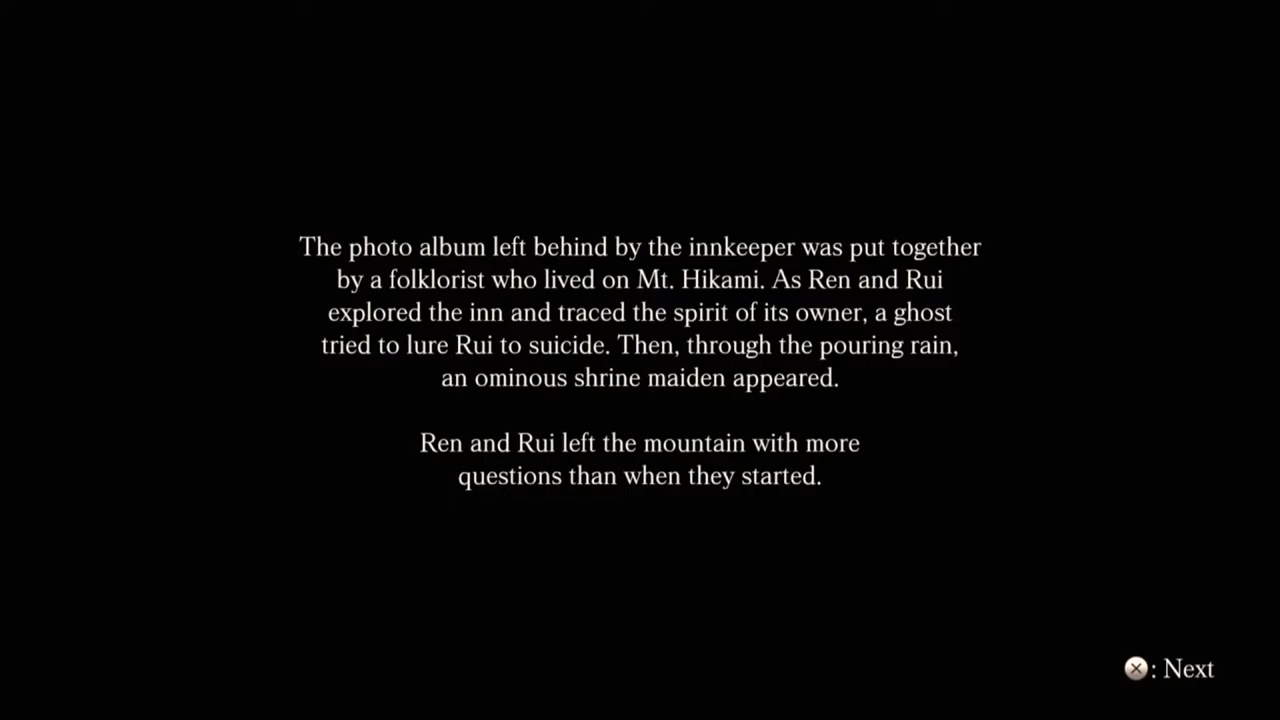 The photo album left behind by the innkeeper was put together
by a folklorist who lived on Mt. Hikami. As Ren and Rui
explored the inn and traced the spirit of its owner, a ghost
tried to lure Rui to suicide. Then, through the pouring rain,
an ominous shrine maiden appeared.
Ren and Rui left the mountain with more
questions than when they started.
ⓧ: Next